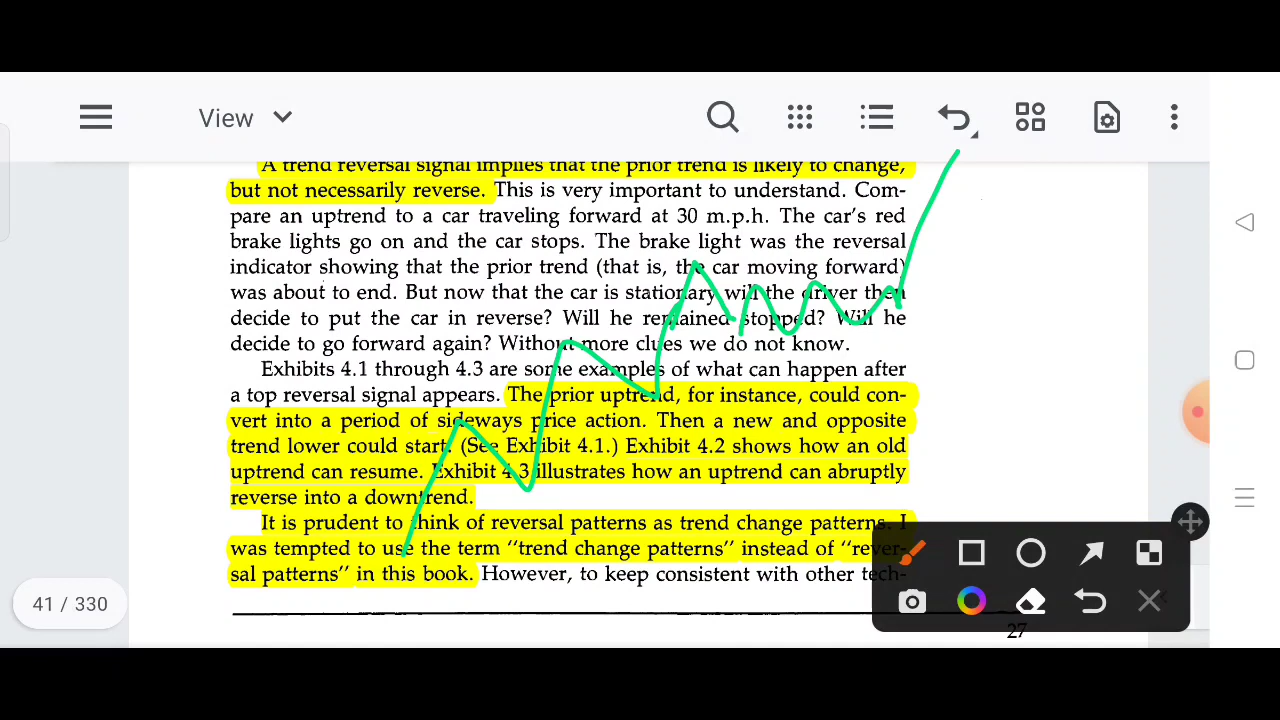 View
A trend reversal signal implies that the prior trend is likely to change,
but not necessarily reverse. This is very important to understand. Com-
pare an uptrend to a car traveling forward at 30 m.p.h. The car's red
brake lights go on and the car stops. The brake light was the reversal
indicator showing that the prior trend (that is, the car moving forward)
was about to end. But now that the car is stationary will the driver then
decide to put the car in reverse? Will he remained stopped? Will he
decide to go forward again? Without more clues we do not know.
Exhibits 4.1 through 4.3 are some examples of what can happen after
a top reversal signal appears. The prior uptrend, for instance, could con-
vert into a period of sideways price action. Then a new and opposite
trend lower could start. (See Exhibit 4.1.) Exhibit 4.2 shows how an old
uptrend can resume. Exhibit 4.3 illustrates how an uptrend can abruptly
reverse into a downtrend.
It is prudent to think of reversal patterns as trend change patterns. I
was tempted to use the term "trend change patterns" instead of "rever-
sal patterns" in this book. However, to keep consistent with other tech-
41 / 330
27